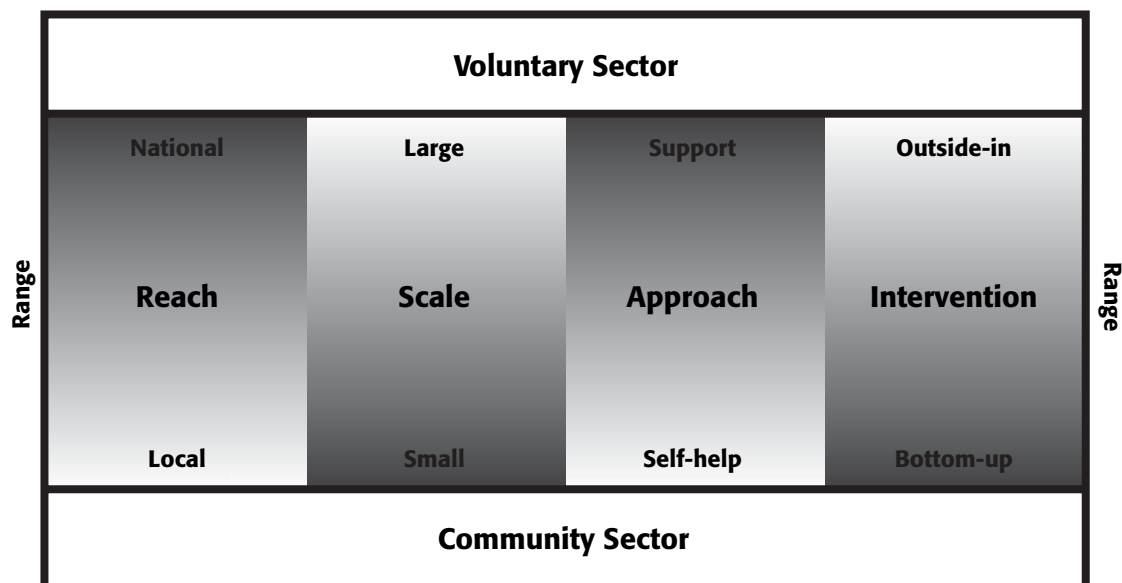 Voluntary Sector
National
Large
Support
Outside-in
Range
Reach
Scale
Approach
Intervention
Range
Local
Small
Self-help
Bottom-up
Community Sector